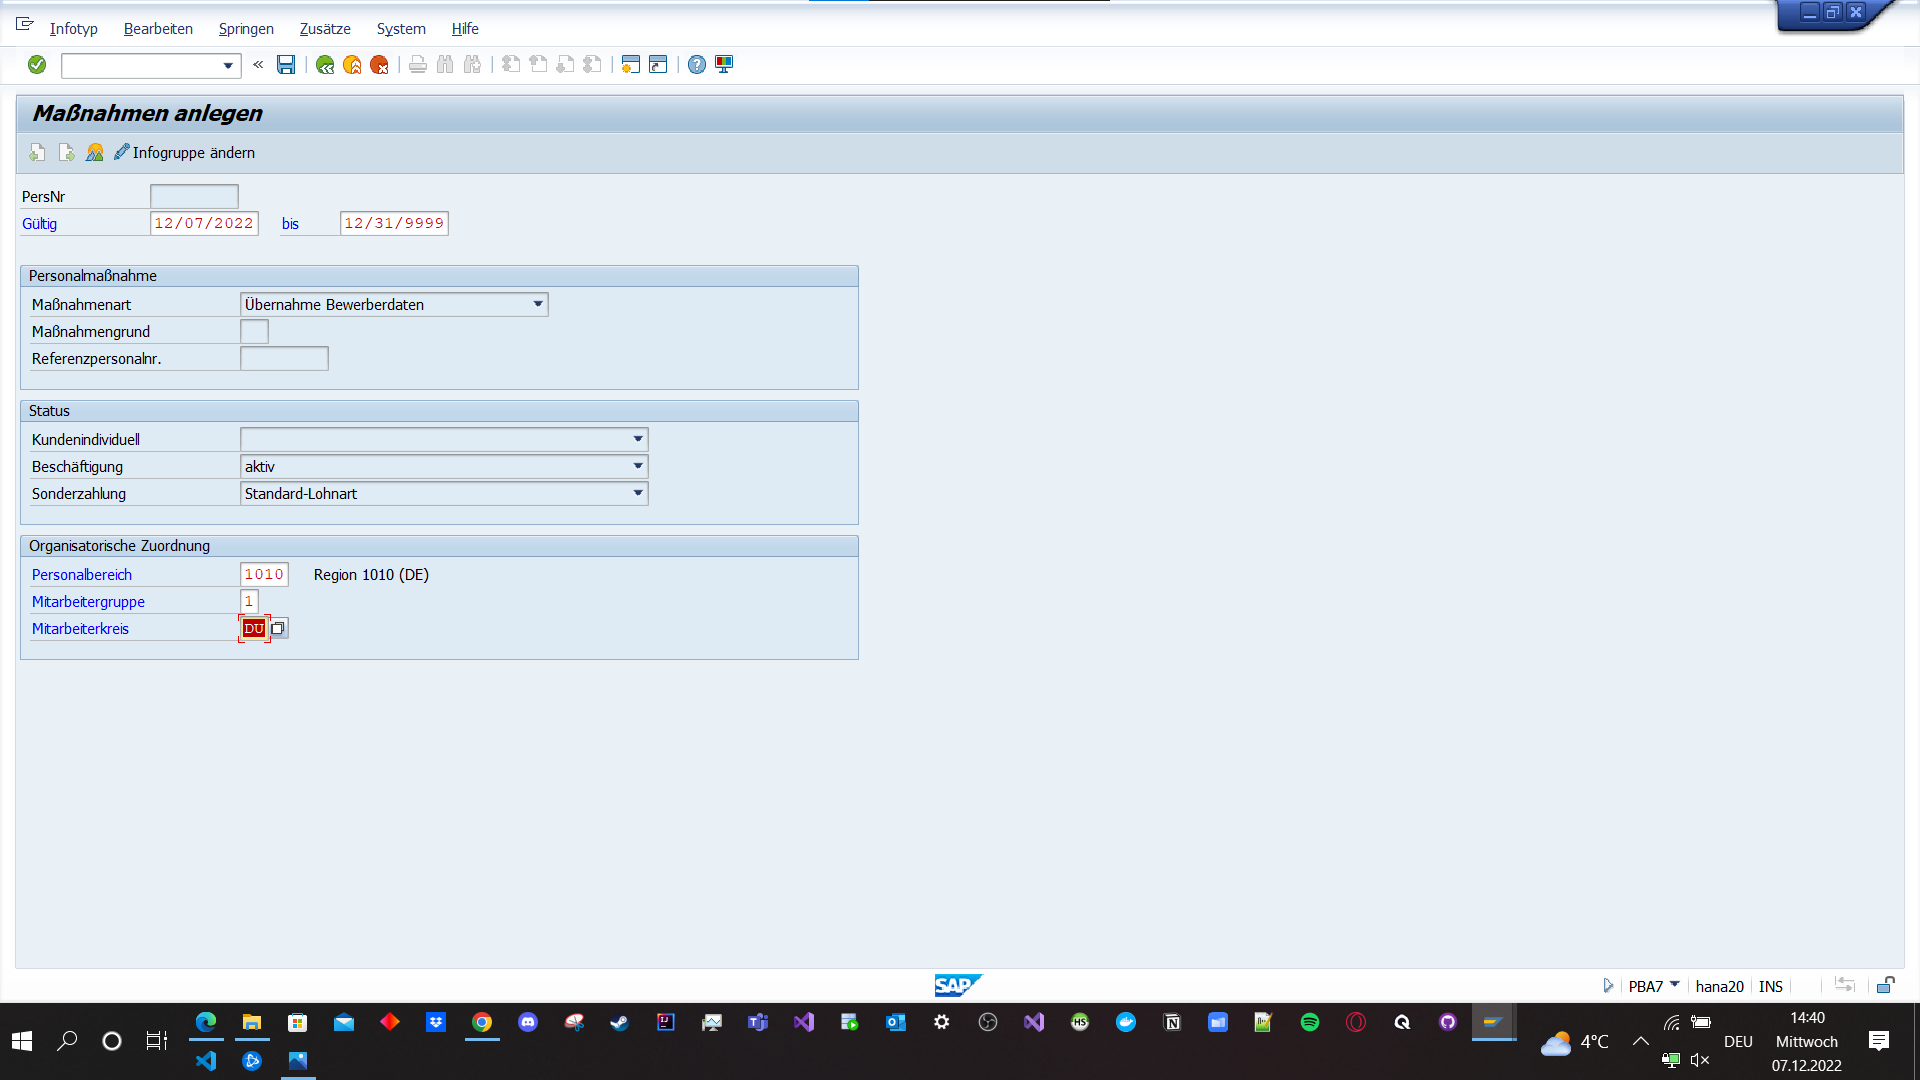 Infotyp Bearbeiten Springen Zusätze System Hilfe
Maßnahmen anlegen
Infogruppe ändern
PersNr
Gültig 12/07/2022 bis 12/31/9999
Personalmaßnahme
Maßnahmenart Übernahme Bewerberdaten
Maßnahmengrund
Referenzpersonalnr.
Status
Kundenindividuell
Beschäftigung aktiv
Sonderzahlung Standard-Lohnart
Organisatorische Zuordnung
Personalbereich 1010 Region 1010 (DE)
Mitarbeitergruppe 1
Mitarbeiterkreis DU
SAP PBA7 hana20 INS
4°C DEU 14:40
Mittwoch
07.12.2022